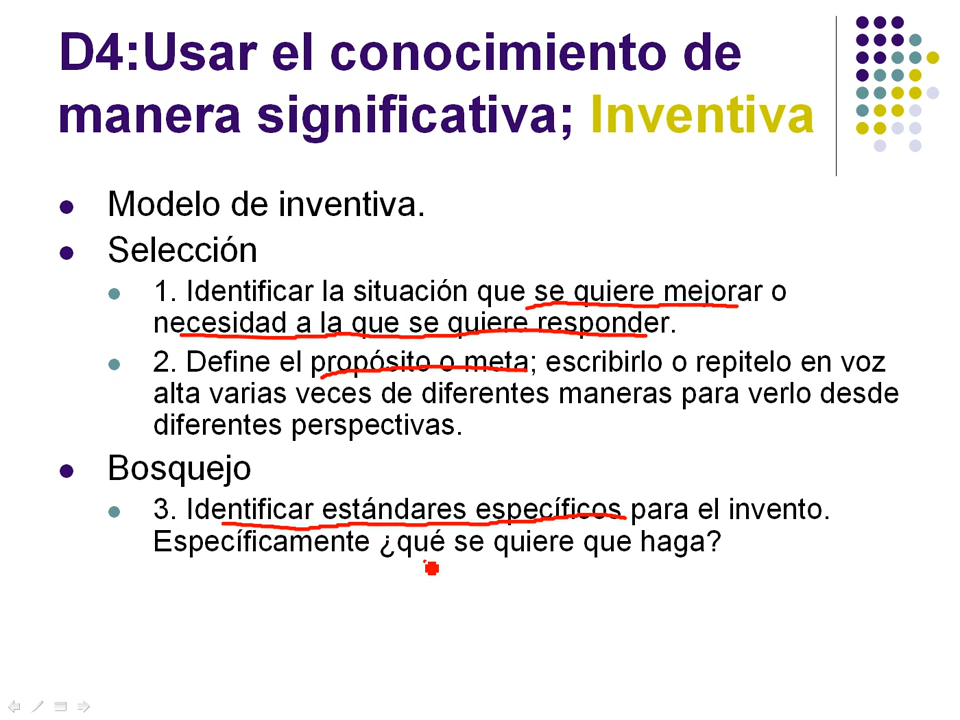 D4:Usar el conocimiento de
manera significativa; Inventiva
Modelo de inventiva.
Selección
1. Identificar la situación que se quiere mejorar o
necesidad a la que se quiere responder.
2. Define el propósito o meta; escribirlo o repitelo en voz
alta varias veces de diferentes maneras para verlo desde
diferentes perspectivas.
Bosquejo
3. Identificar estándares específicos para el invento.
Específicamente ¿qué se quiere que haga?